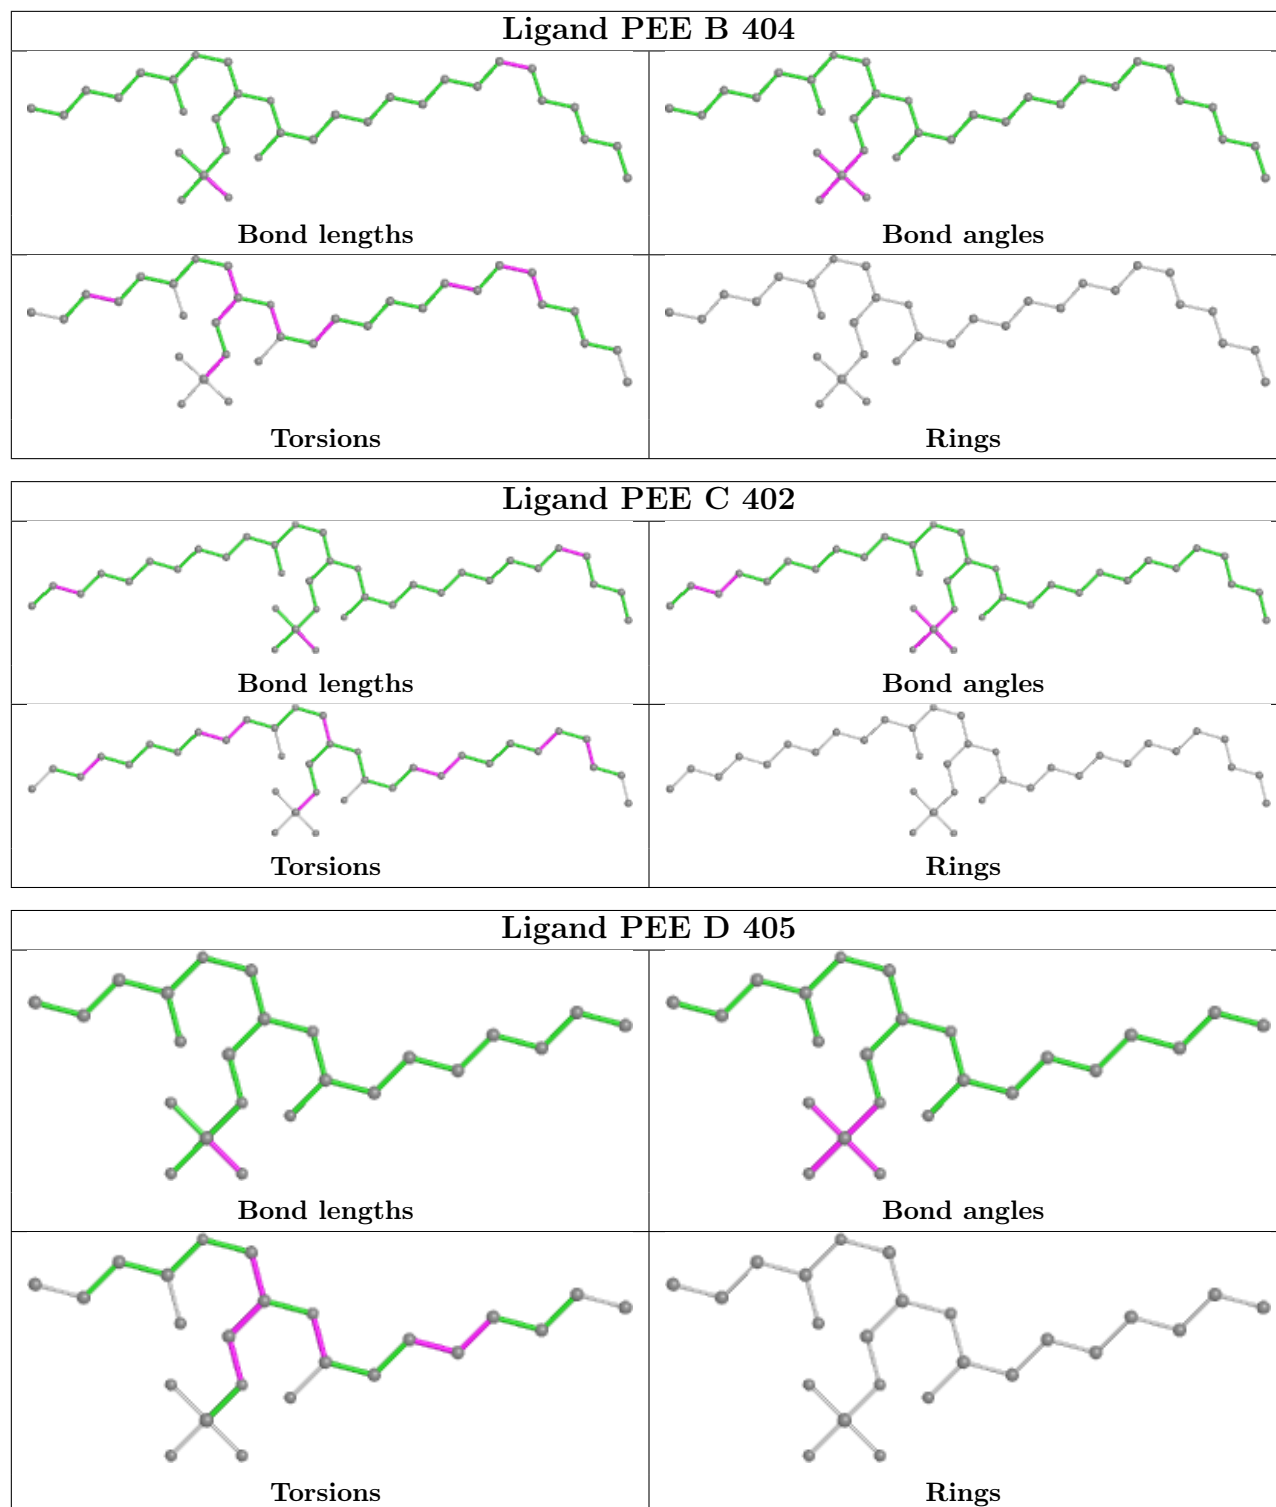 Ligand PEE B 404
Bond lengths
Bond angles
Torsions
Rings
Ligand PEE C 402
Bond lengths
Bond angles
Torsions
Rings
Ligand PEE D 405
Bond lengths
Bond angles
Torsions
Rings